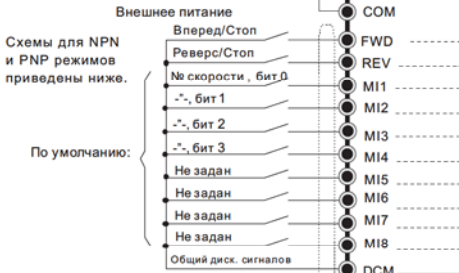 Внешнее питание
COM
Схемы для NPN
и PNP режимов
приведены ниже.
Вперед/Стоп
FWD
Реверс/Стоп
REV
№ скорости , бит 0
MI1
-"-, бит 1
MI2
-"-, бит 2
MI3
По умолчанию:
-"-, бит 3
MI4
Не задан
MI5
Не задан
MI6
Не задан
MI7
Не задан
MI8
Общий диск. сигналов
DCM